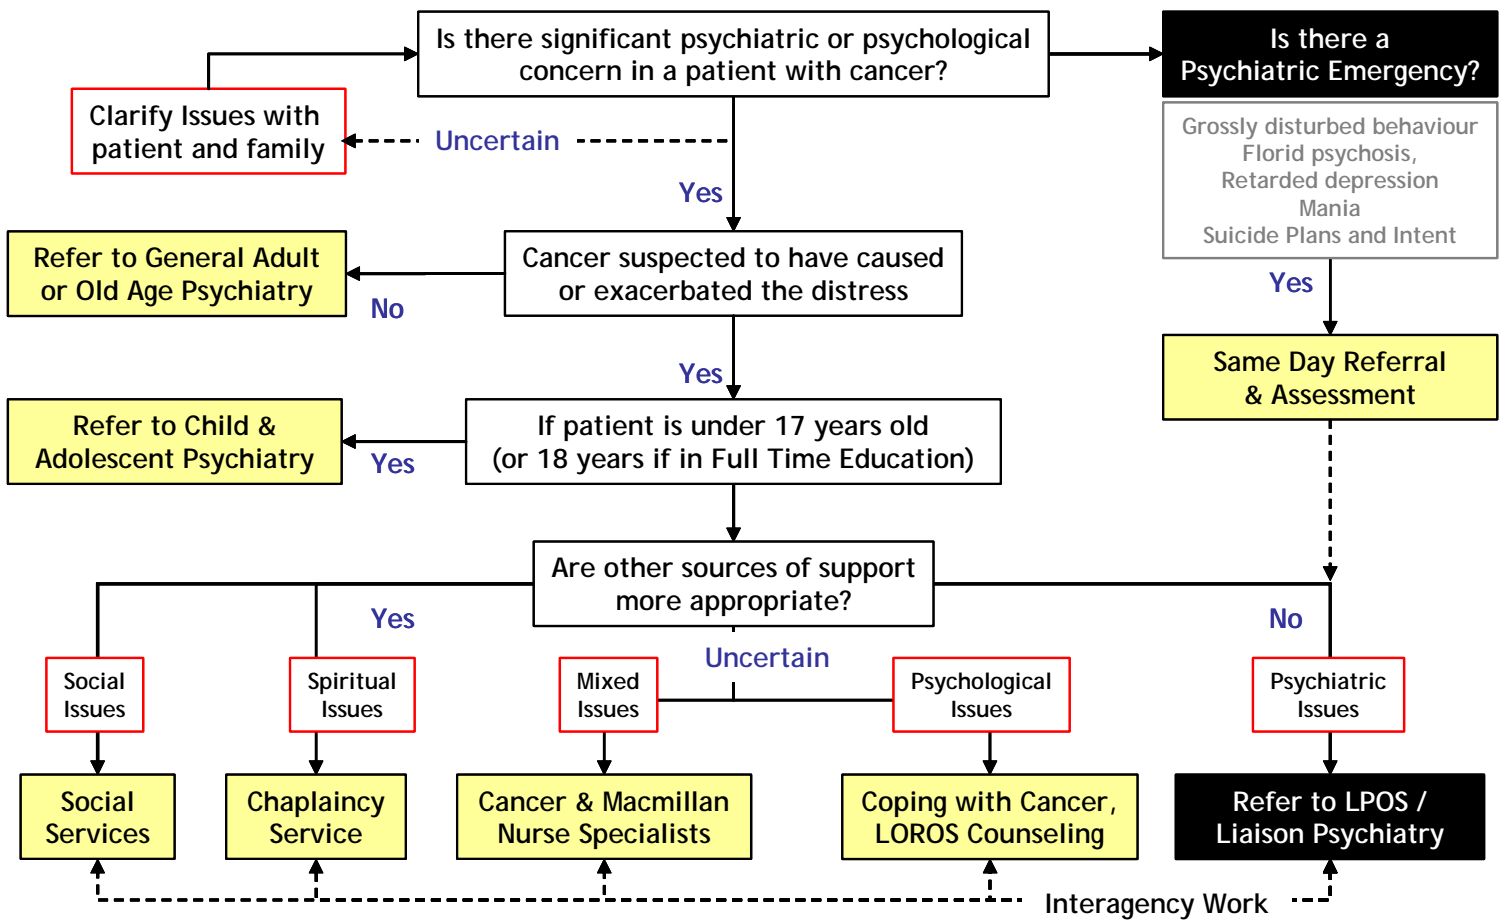 Is there significant psychiatric or psychological
concern in a patient with cancer?
Is there a
Psychiatric Emergency?
Clarify Issues with
patient and family
Uncertain
Grossly disturbed behaviour
Florid psychosis,
Retarded depression
Mania
Suicide Plans and Intent
Yes
Yes
Refer to General Adult
or Old Age Psychiatry
No
Cancer suspected to have caused
or exacerbated the distress
Same Day Referral
& Assessment
Yes
Refer to Child &
Adolescent Psychiatry
Yes
If patient is under 17 years old
(or 18 years if in Full Time Education)
Are other sources of support
more appropriate?
Yes
Uncertain
No
Social
Issues
Spiritual
Issues
Mixed
Issues
Psychological
Issues
Psychiatric
Issues
Social
Services
Chaplaincy
Service
Cancer & Macmillan
Nurse Specialists
Coping with Cancer,
LOROS Counseling
Refer to LPOS /
Liaison Psychiatry
Interagency Work